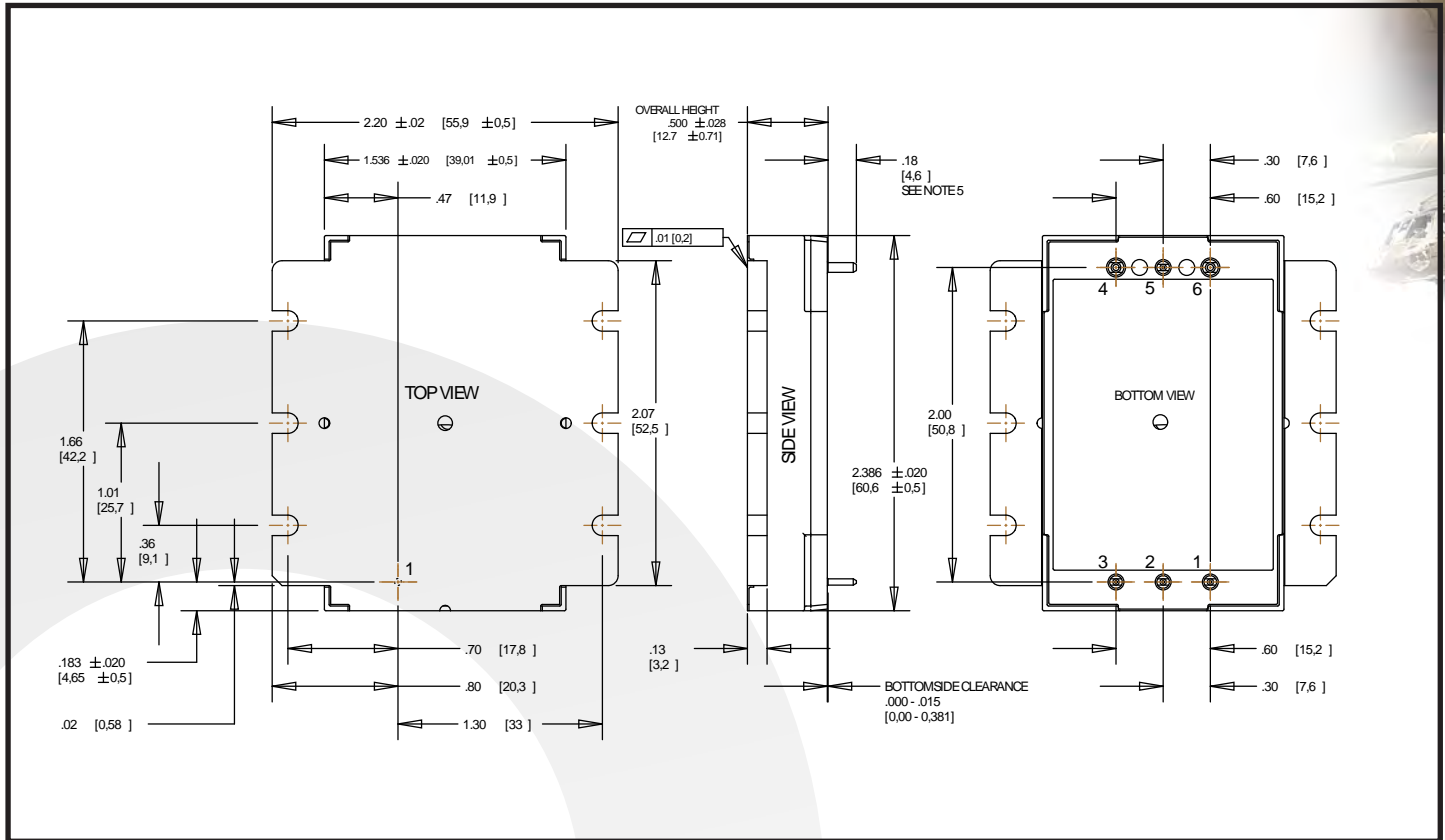 2.20 ±.02 [55,9 ±0,5]
1.536 ±.020 [39,01 ±0,5]
.47 [11,9 ]
OVERALL HEIGHT
.500 ±.028
[12.7 ±0.71]
.18
[4,6 ]
SEE NOTE 5
.30 [7,6 ]
.60 [15,2 ]
.01 [0,2]
4 5 6
TOP VIEW
SIDE VIEW
BOTTOM VIEW
1.66
[42,2 ]
1.01
[25,7 ]
.36
[9,1 ]
2.07
[52,5 ]
2.386 ±.020
[60,6 ±0,5]
2.00
[50,8 ]
1
3 2 1
.183 ±.020
[4,65 ±0,5]
.02 [0,58 ]
.70 [17,8 ]
.80 [20,3 ]
1.30 [33 ]
.13
[3,2 ]
BOTTOMSIDE CLEARANCE
.000 - .015
[0,00 - 0,381]
.60 [15,2 ]
.30 [7,6 ]